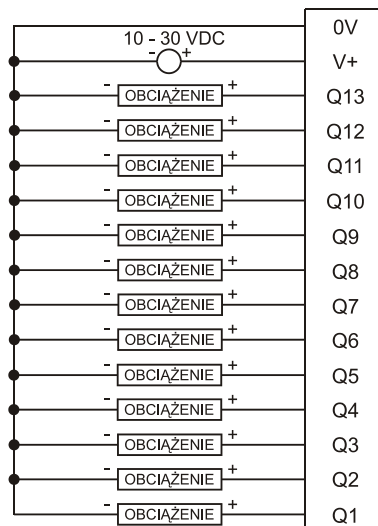 0V
10 - 30 VDC
- + V+
- OBCIĄŻENIE + Q13
- OBCIĄŻENIE + Q12
- OBCIĄŻENIE + Q11
- OBCIĄŻENIE + Q10
- OBCIĄŻENIE + Q9
- OBCIĄŻENIE + Q8
- OBCIĄŻENIE + Q7
- OBCIĄŻENIE + Q6
- OBCIĄŻENIE + Q5
- OBCIĄŻENIE + Q4
- OBCIĄŻENIE + Q3
- OBCIĄŻENIE + Q2
- OBCIĄŻENIE + Q1